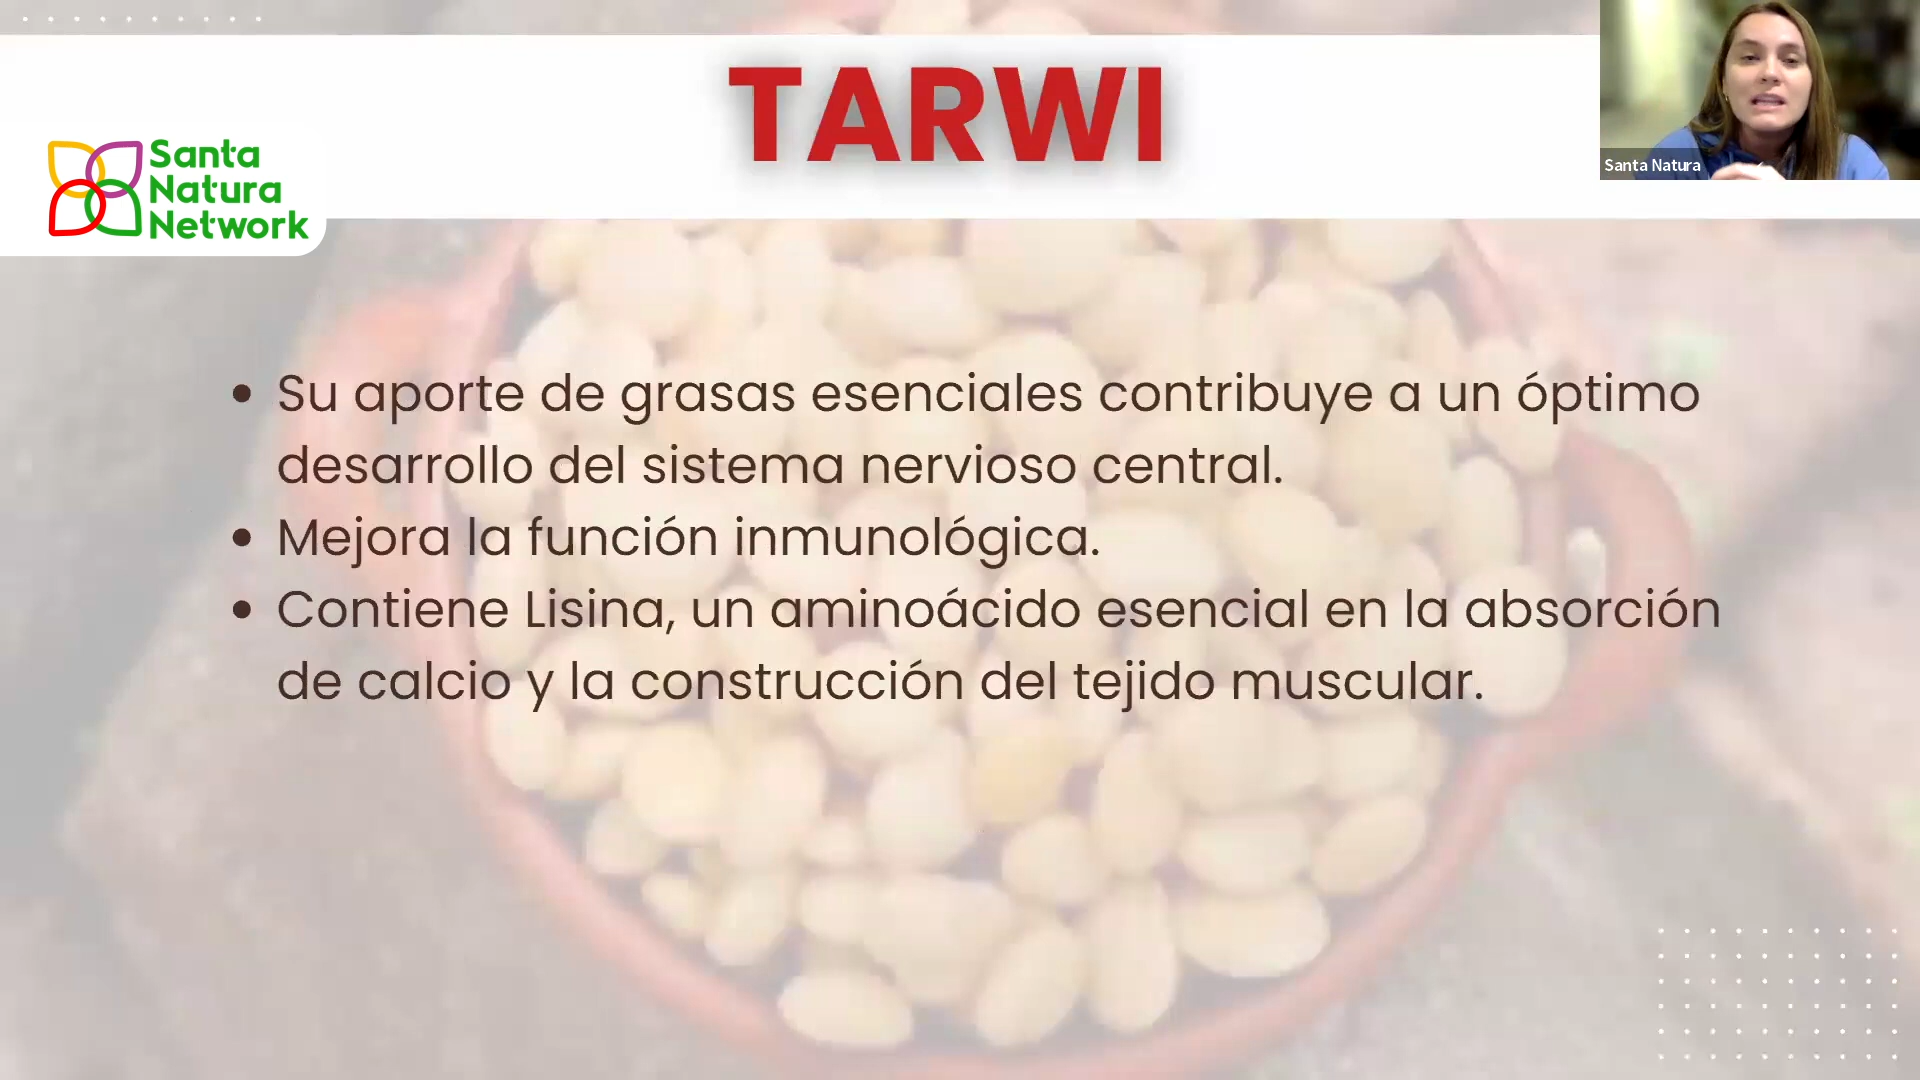 TARWI
Santa
Natura
Network
Santa Natura
• Su aporte de grasas esenciales contribuye a un óptimo
desarrollo del sistema nervioso central.
• Mejora la función inmunológica.
• Contiene Lisina, un aminoácido esencial en la absorción
de calcio y la construcción del tejido muscular.